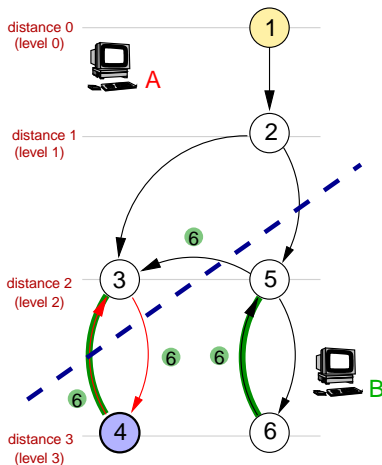 distance 0
(level 0)
1
A
distance 1
(level 1)
2
6
distance 2
(level 2)
3
5
6
6
B
6
distance 3
(level 3)
4
6